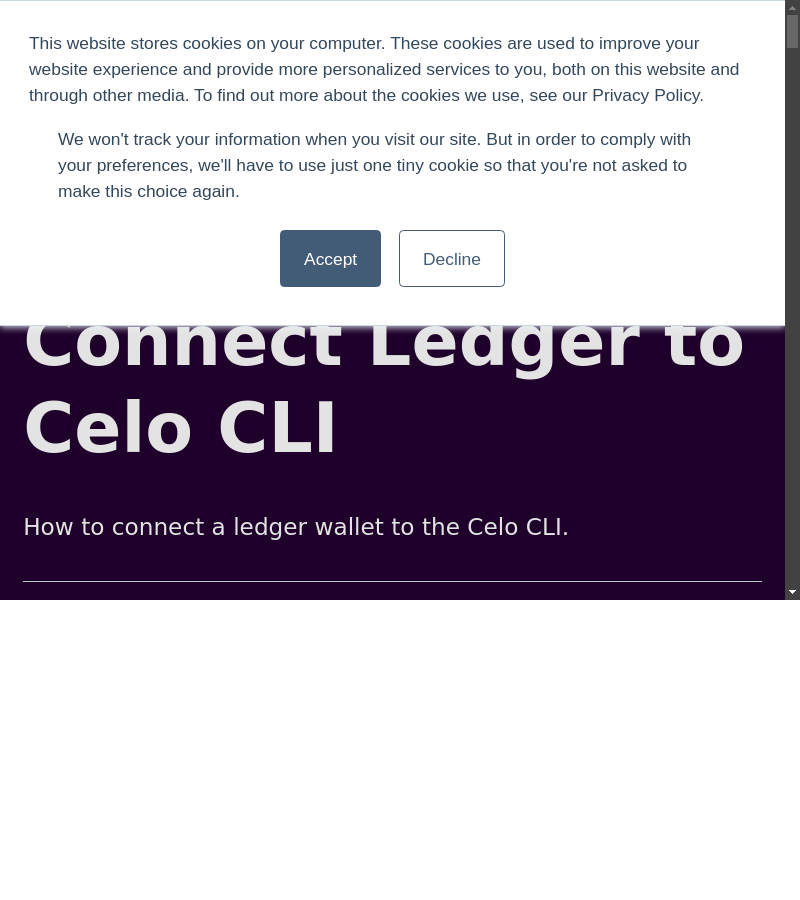 This website stores cookies on your computer. These cookies are used to improve your
website experience and provide more personalized services to you, both on this website and
through other media. To find out more about the cookies we use, see our Privacy Policy.
We won't track your information when you visit our site. But in order to comply with
your preferences, we'll have to use just one tiny cookie so that you're not asked to
make this choice again.
Accept
Decline
Connect Ledger to
Celo CLI
How to connect a ledger wallet to the Celo CLI.